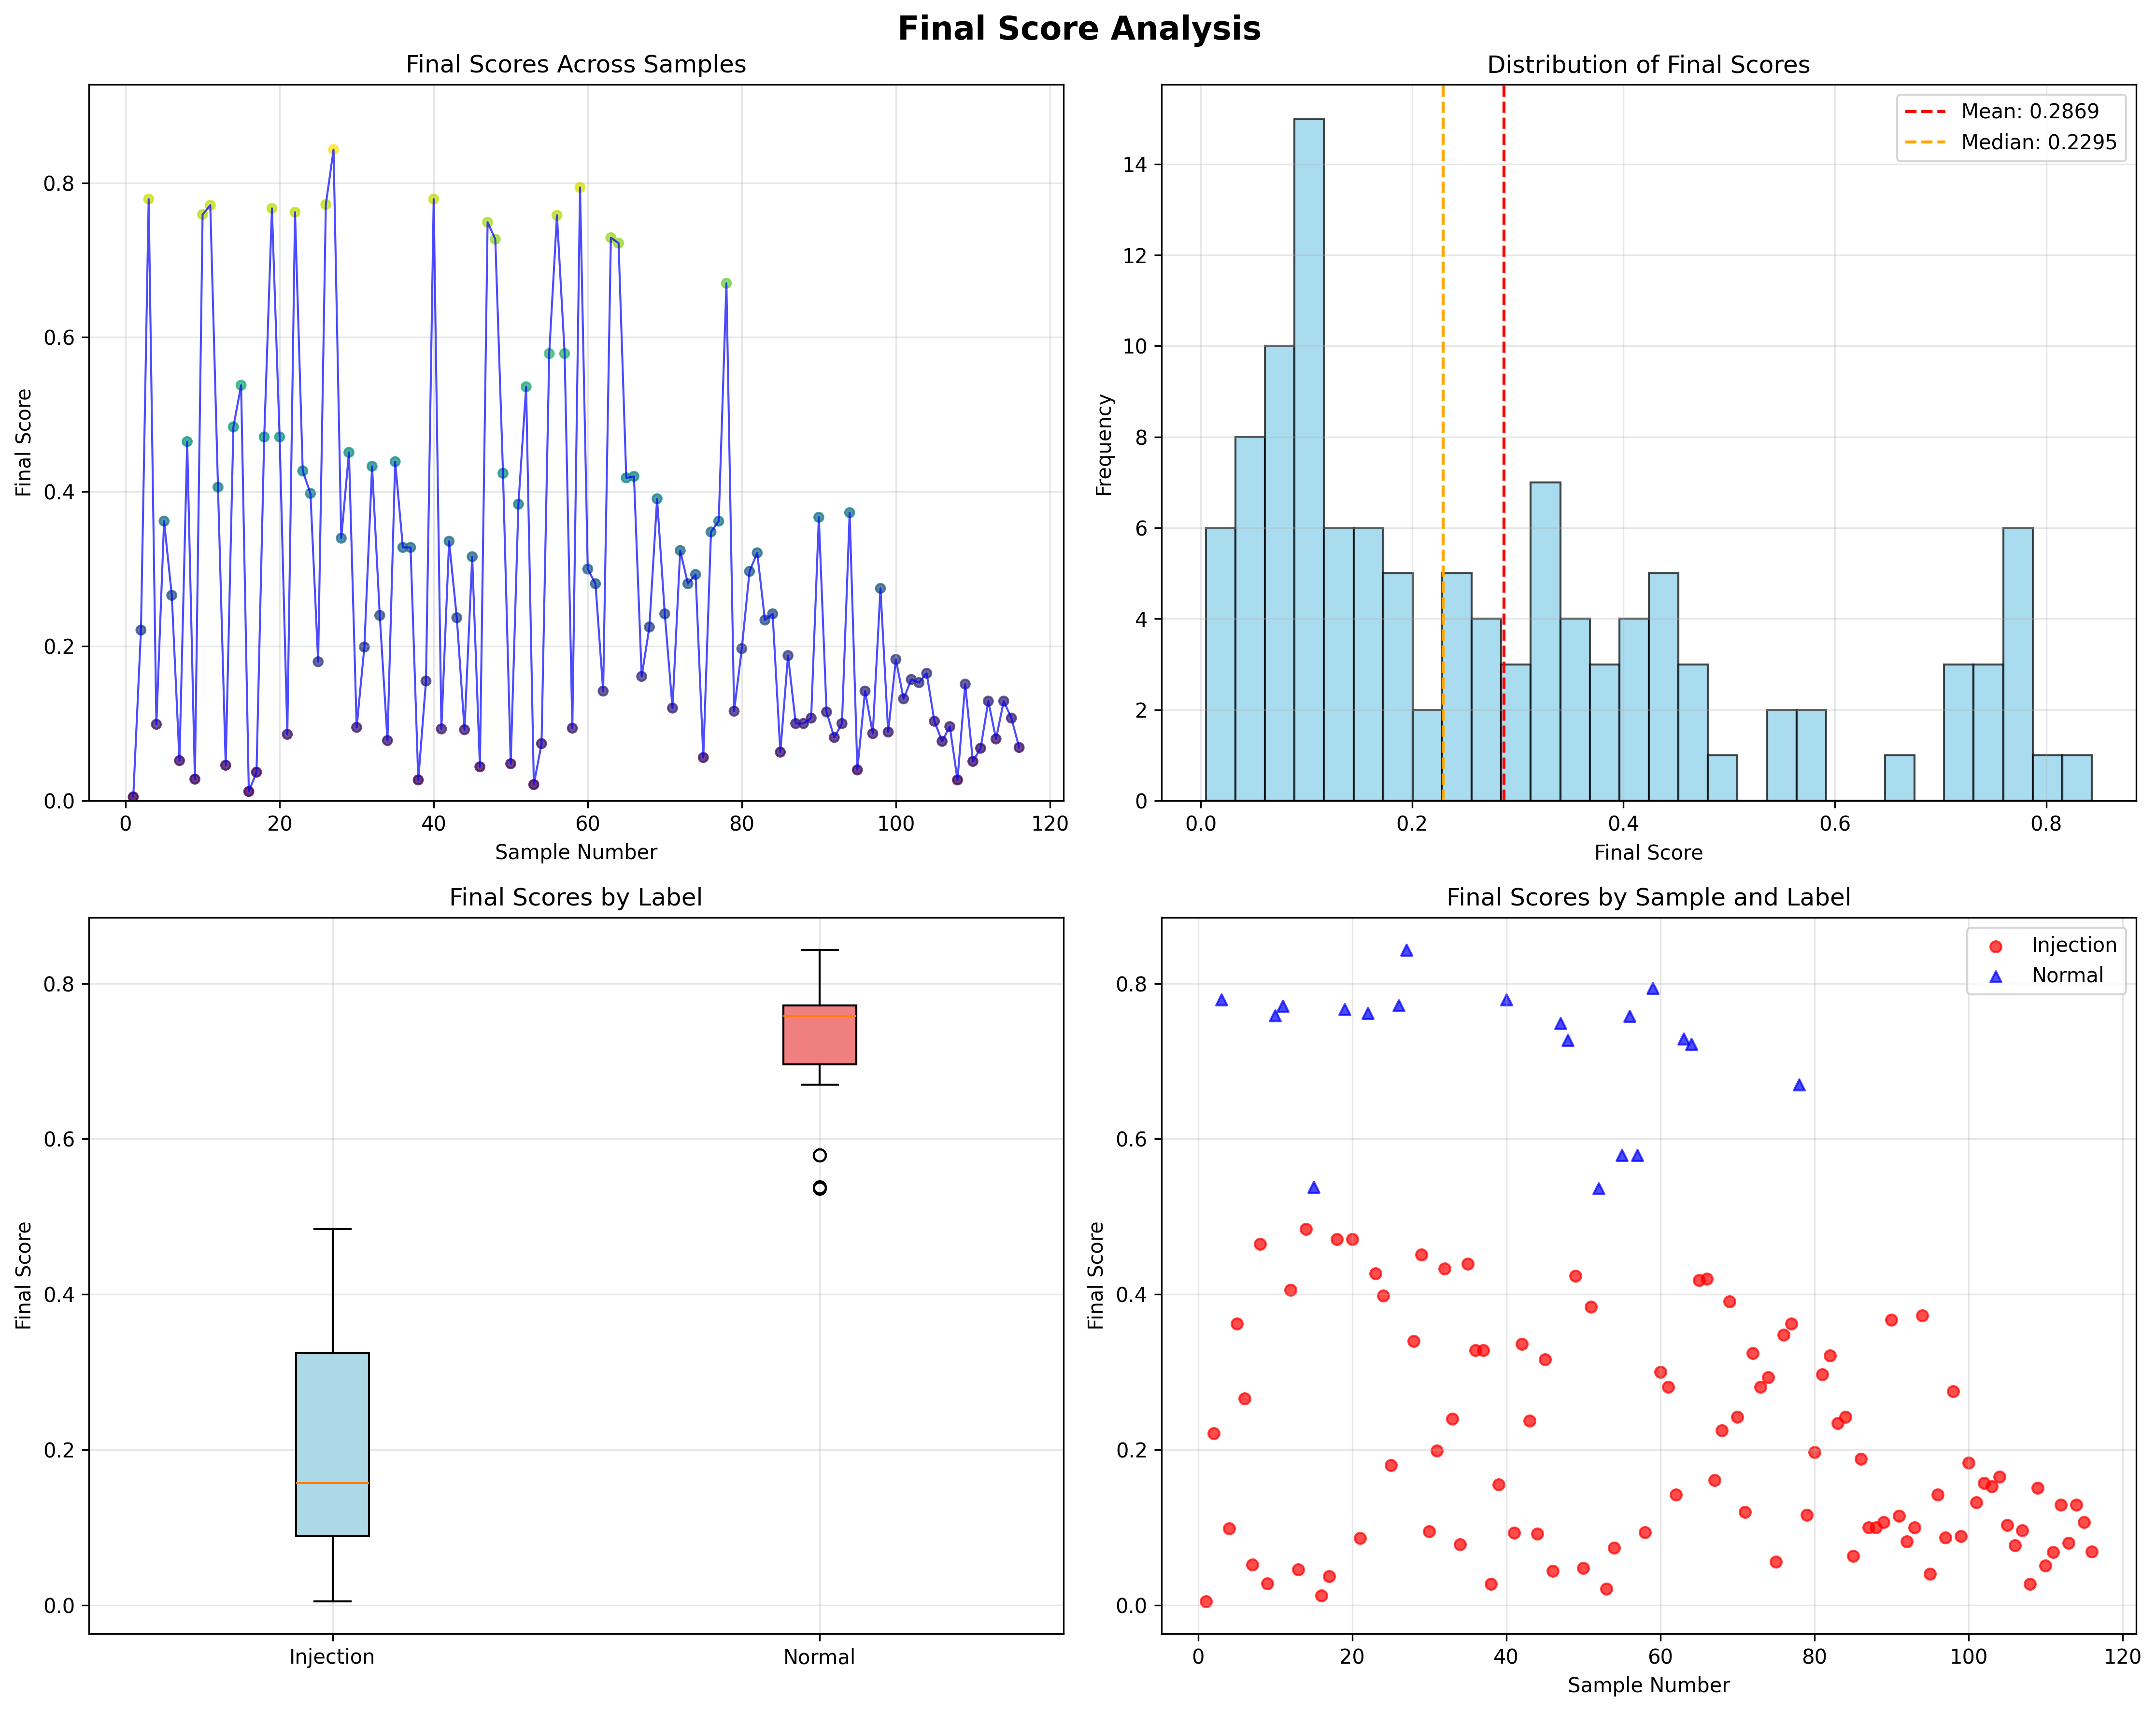 Final Score Analysis
Final Scores Across Samples
Final Score
0.8
0.6
0.4
0.2
0.0
0
20
40
60
80
100
120
Sample Number
Distribution of Final Scores
Mean: 0.2869
Median: 0.2295
Frequency
14
12
10
8
6
4
2
0
0.0
0.2
0.4
0.6
0.8
Final Score
Final Scores by Label
Final Score
0.8
0.6
0.4
0.2
0.0
Injection
Normal
Final Scores by Sample and Label
Injection
Normal
Final Score
0.8
0.6
0.4
0.2
0.0
0
20
40
60
80
100
120
Sample Number